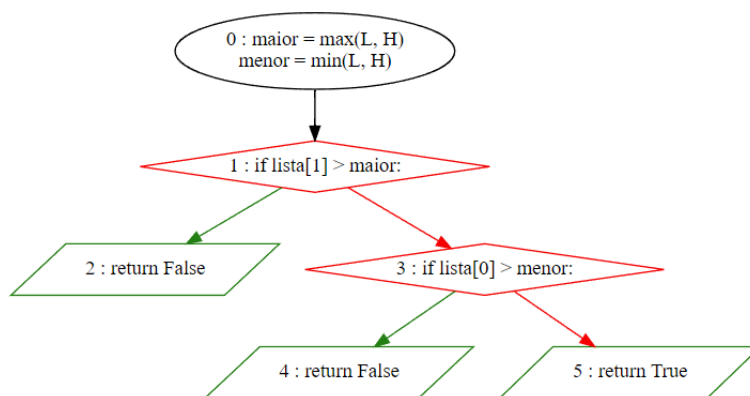 0 : maior = max(L, H)
menor = min(L, H)
1 : if lista[1] > maior:
2 : return False
3 : if lista[0] > menor:
4 : return False
5 : return True